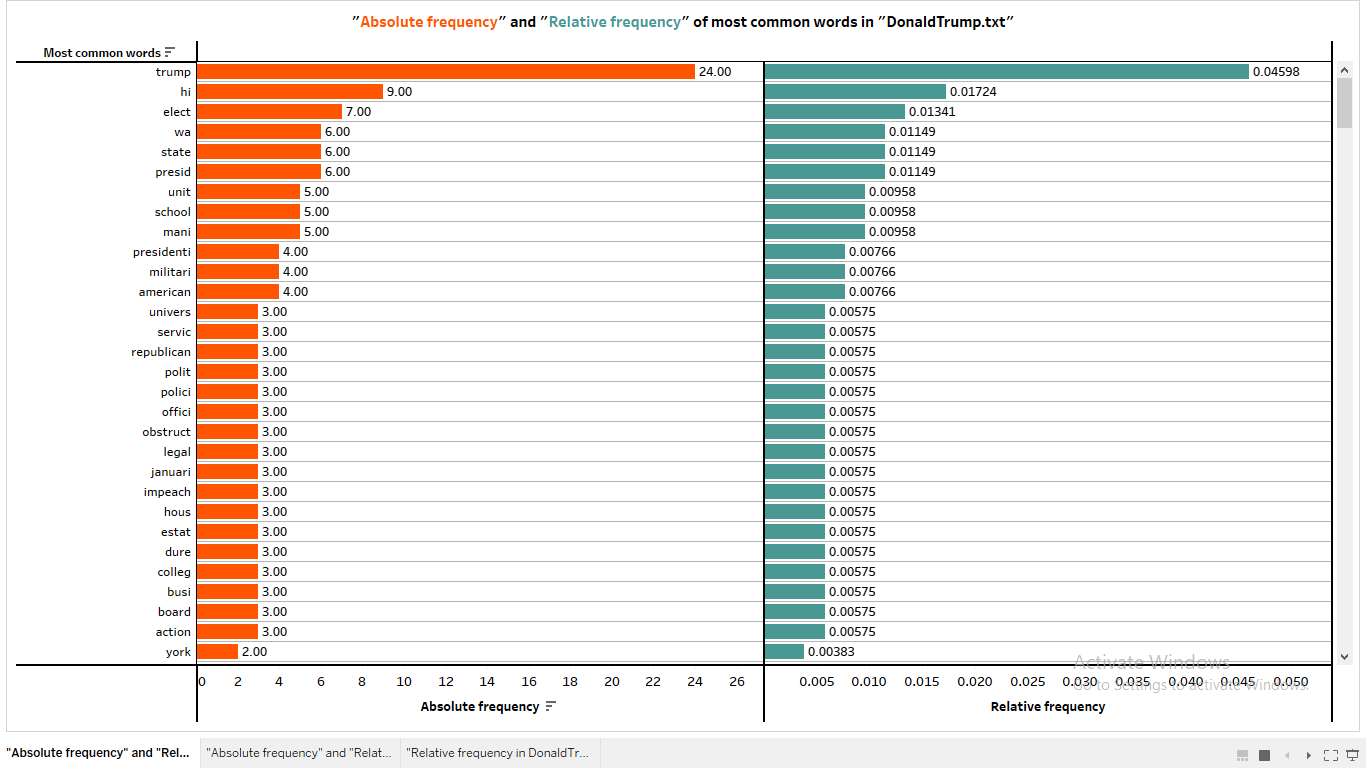 "Absolute frequency" and "Relative frequency" of most common words in "DonaldTrump.txt"
Most common words
trump 24.00 0.04598
hi 9.00 0.01724
elect 7.00 0.01341
wa 6.00 0.01149
state 6.00 0.01149
presid 6.00 0.01149
unit 5.00 0.00958
school 5.00 0.00958
mani 5.00 0.00958
presidenti 4.00 0.00766
militari 4.00 0.00766
american 4.00 0.00766
univers 3.00 0.00575
servic 3.00 0.00575
republican 3.00 0.00575
polit 3.00 0.00575
polici 3.00 0.00575
offici 3.00 0.00575
obstruct 3.00 0.00575
legal 3.00 0.00575
januari 3.00 0.00575
impeach 3.00 0.00575
hous 3.00 0.00575
estat 3.00 0.00575
dure 3.00 0.00575
colleg 3.00 0.00575
busi 3.00 0.00575
board 3.00 0.00575
action 3.00 0.00575
york 2.00 0.00383
Activate Windows
0 2 4 6 8 10 12 14 16 18 20 22 24 26 0.005 0.010 0.015 0.020 0.025 0.030 0.035 0.040 0.045 0.050
Go to Settings to activate Windows.
Absolute frequency Relative frequency
"Absolute frequency" and "Rel... "Absolute frequency" and "Relat... "Relative frequency in DonaldTr...